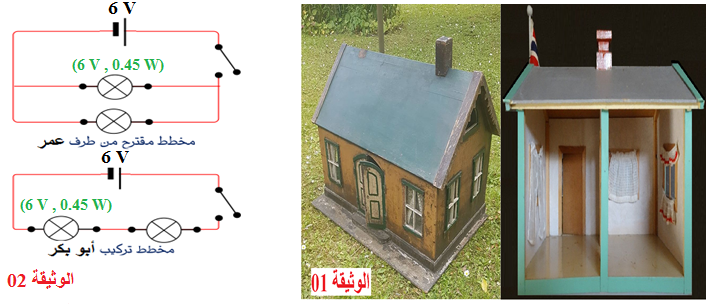 6 V
(6 V , 0.45 W)
مخطط مقترح من طرف عمر
6 V
(6 V , 0.45 W)
مخطط تركيب أبو بكر
الوثيقة 02
الوثيقة 01